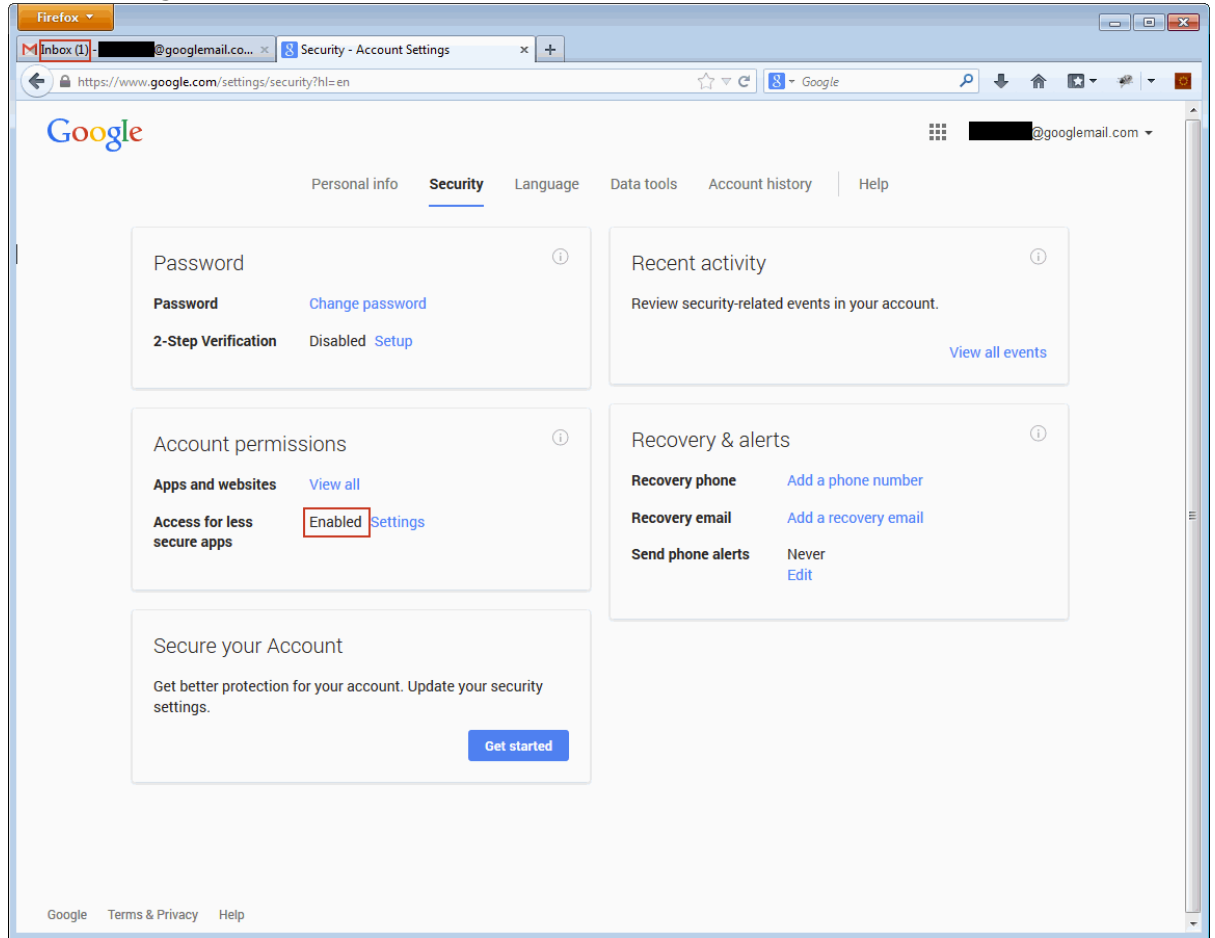 Firefox
Inbox (1) - @googlemail.co... Security - Account Settings
https://www.google.com/settings/security?hl=en Google
Google @googlemail.com
Personal info Security Language Data tools Account history Help
Password
Password Change password
2-Step Verification Disabled Setup
Recent activity
Review security-related events in your account.
View all events
Account permissions
Apps and websites View all
Access for less
secure apps Enabled Settings
Recovery & alerts
Recovery phone Add a phone number
Recovery email Add a recovery email
Send phone alerts Never
Edit
Secure your Account
Get better protection for your account. Update your security
settings.
Get started
Google Terms & Privacy Help